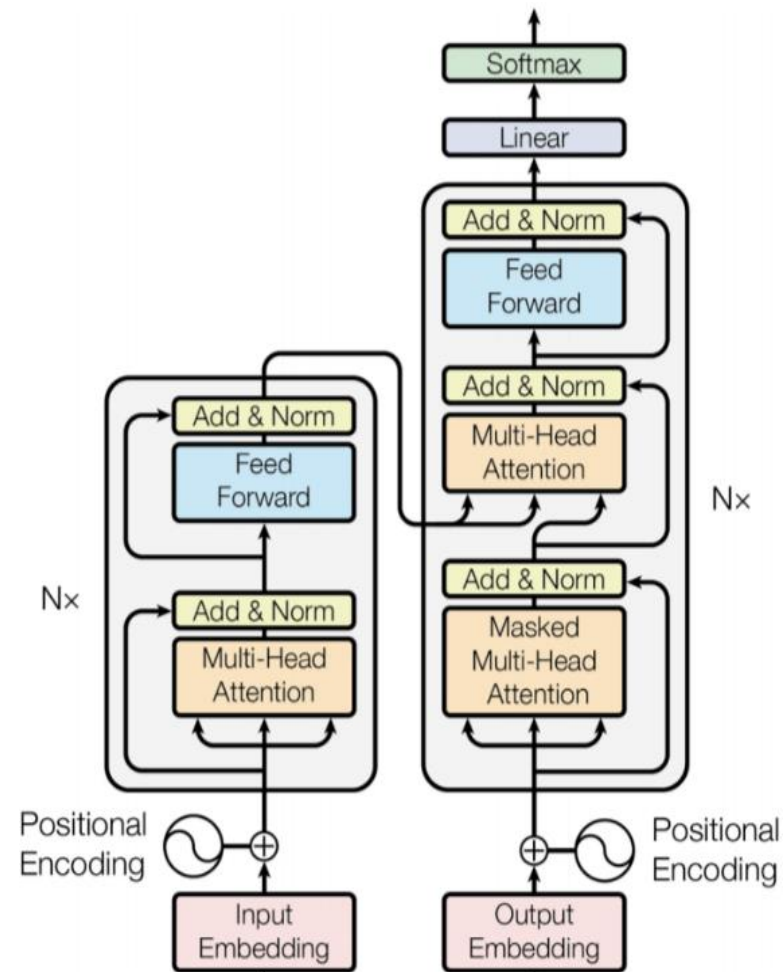 Softmax
Linear
Add & Norm
Feed
Forward
Add & Norm
Multi-Head
Attention
Add & Norm
Masked
Multi-Head
Attention
Nx
Add & Norm
Feed
Forward
Add & Norm
Multi-Head
Attention
N×
Positional
Encoding
Positional
Encoding
Input
Embedding
Output
Embedding